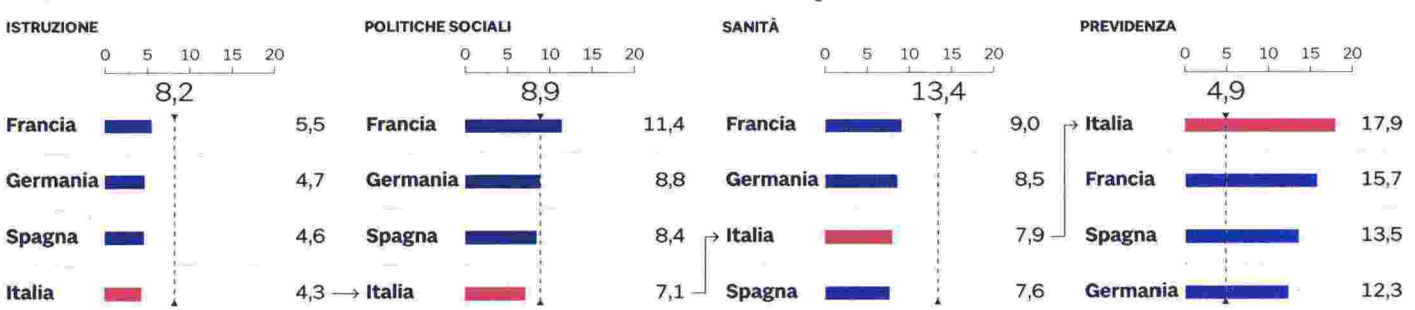 ISTRUZIONE
0 5 10 15 20
8,2
Francia 5,5
Germania 4,7
Spagna 4,6
Italia 4,3
POLITICHE SOCIALI
0 5 10 15 20
8,9
Francia 11,4
Germania 8,8
Spagna 8,4
Italia 7,1
SANITÀ
0 5 10 15 20
13,4
Francia 9,0
Germania 8,5
Italia 7,9
Spagna 7,6
PREVIDENZA
0 5 10 15 20
4,9
Italia 17,9
Francia 15,7
Spagna 13,5
Germania 12,3